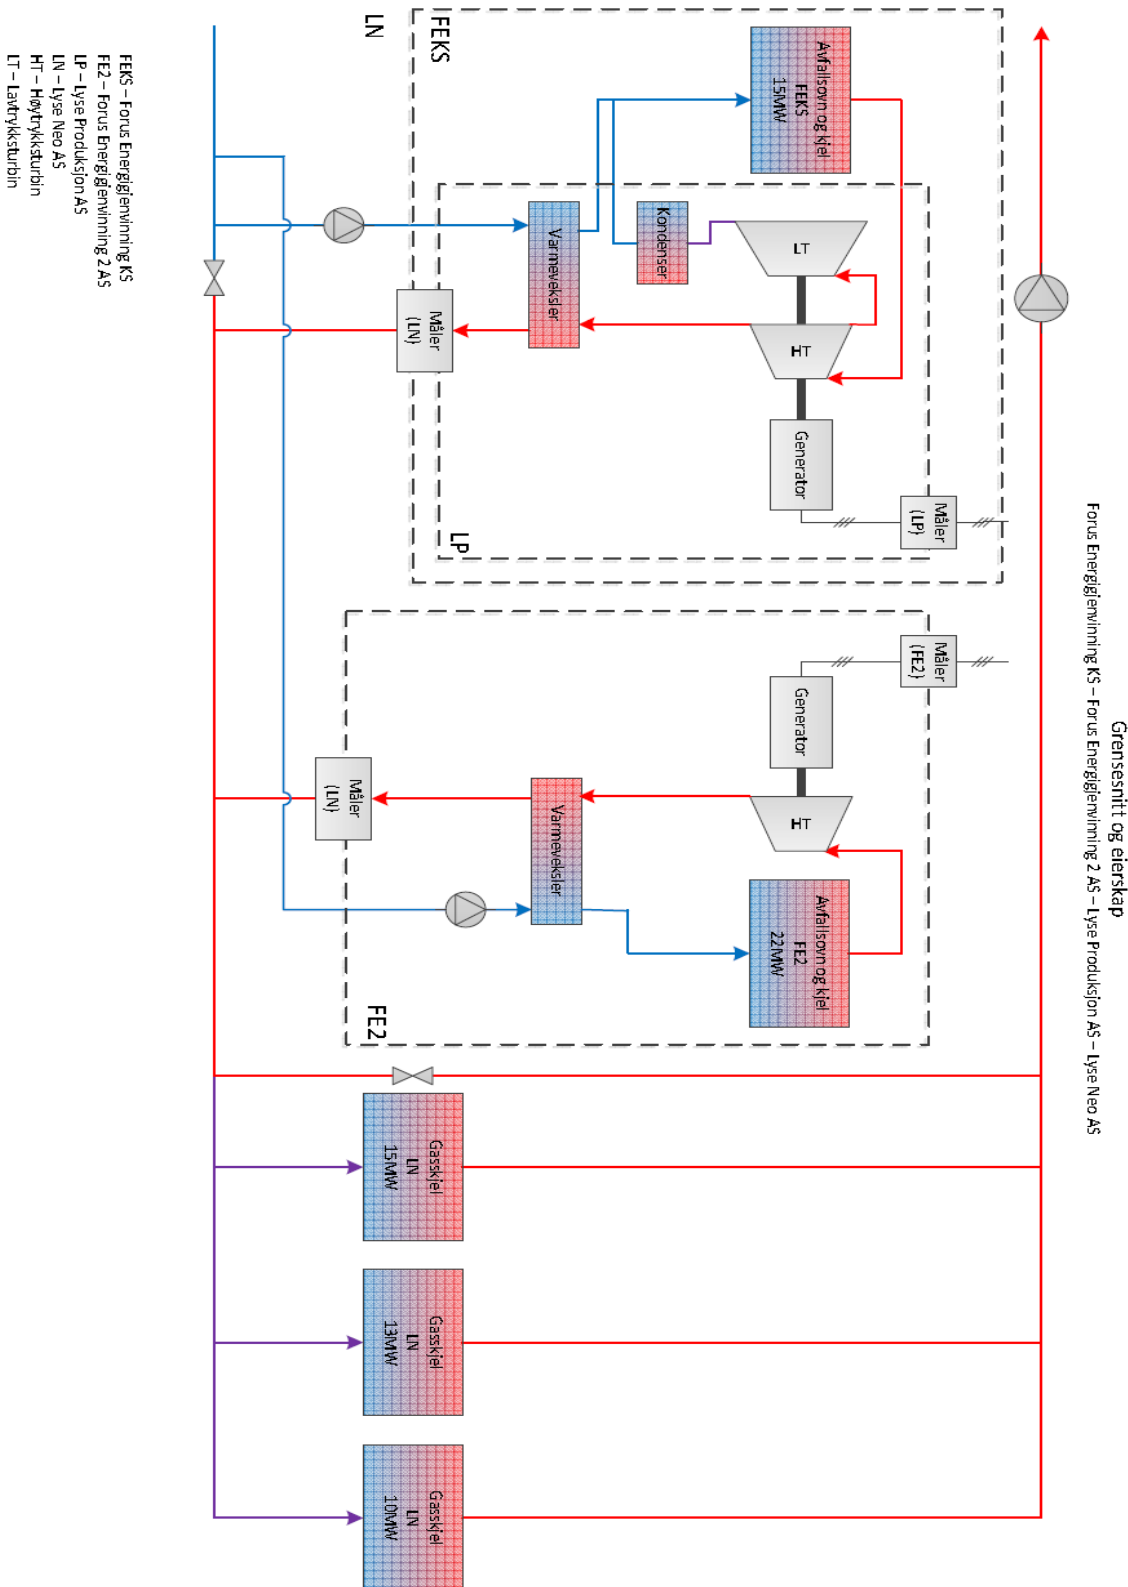 Grensesnitt og eierskap
Forus Energigjenvinning KS – Forus Energigjenvinning 2 AS – Lyse Produksjon AS – Lyse Neo AS
Måler
(LP)
Måler
(FE2)
Avfallsovn og kjel
FEKS
15MW
LT
HT
Generator
Generator
HT
Avfallsovn og kjel
FE2
22MW
Kondenser
Varmeveksler
Varmeveksler
LP
FEKS
Måler
(LN)
Måler
(LN)
FE2
LN
Gasskjel
LN
15MW
Gasskjel
LN
13MW
Gasskjel
LN
10MW
FEKS – Forus Energigjenvinning KS
FE2 – Forus Energigjenvinning 2 AS
LP – Lyse Produksjon AS
LN – Lyse Neo AS
HT – Høytrykksturbin
LT – Lavtrykksturbin